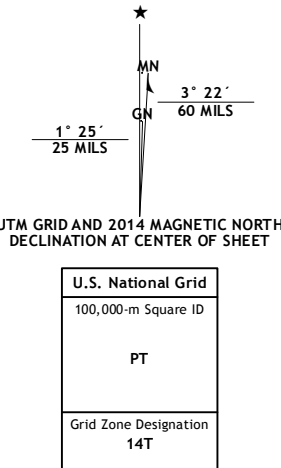 ★
MN
3° 22´
60 MILS
GN
1° 25´
25 MILS
UTM GRID AND 2014 MAGNETIC NORTH
DECLINATION AT CENTER OF SHEET
U.S. National Grid
100,000-m Square ID
PT
Grid Zone Designation
14T